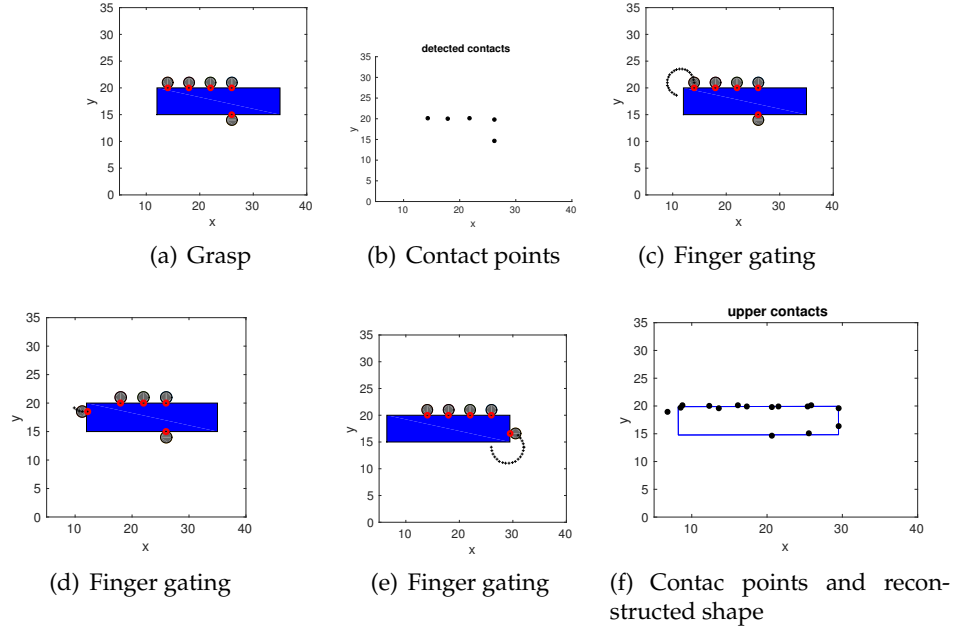 35
30
25
20
15
10
5
0
y
10 20 30 40
x
(a) Grasp
detected contacts
35
30
25
20
15
10
5
0
y
10 20 30 40
x
(b) Contact points
35
30
25
20
15
10
5
0
y
10 20 30 40
x
(c) Finger gating
35
30
25
20
15
10
5
0
y
10 20 30 40
x
(d) Finger gating
35
30
25
20
15
10
5
0
y
10 20 30 40
x
(e) Finger gating
upper contacts
35
30
25
20
15
10
5
0
y
10 20 30 40
x
(f) Contac points and recon-
structed shape